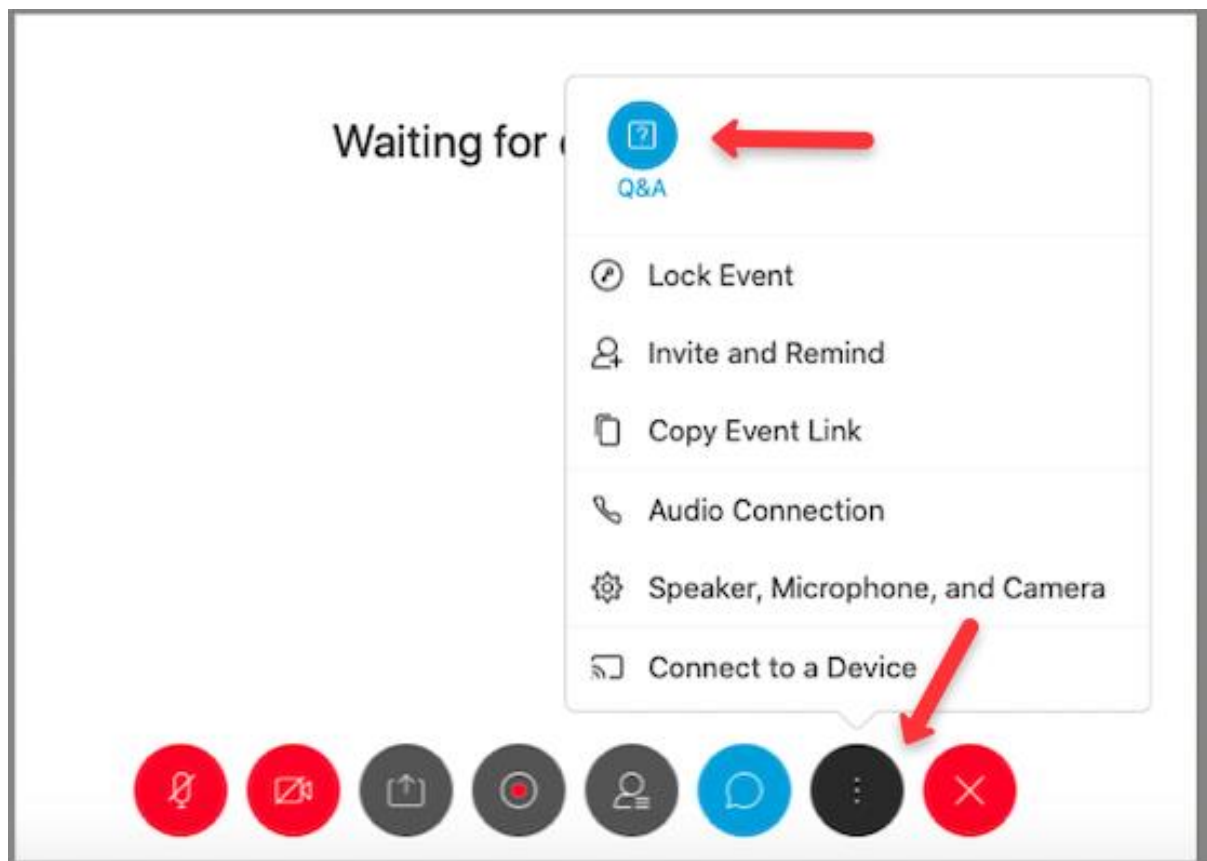 Waiting for
Q&A
Lock Event
Invite and Remind
Copy Event Link
Audio Connection
Speaker, Microphone, and Camera
Connect to a Device